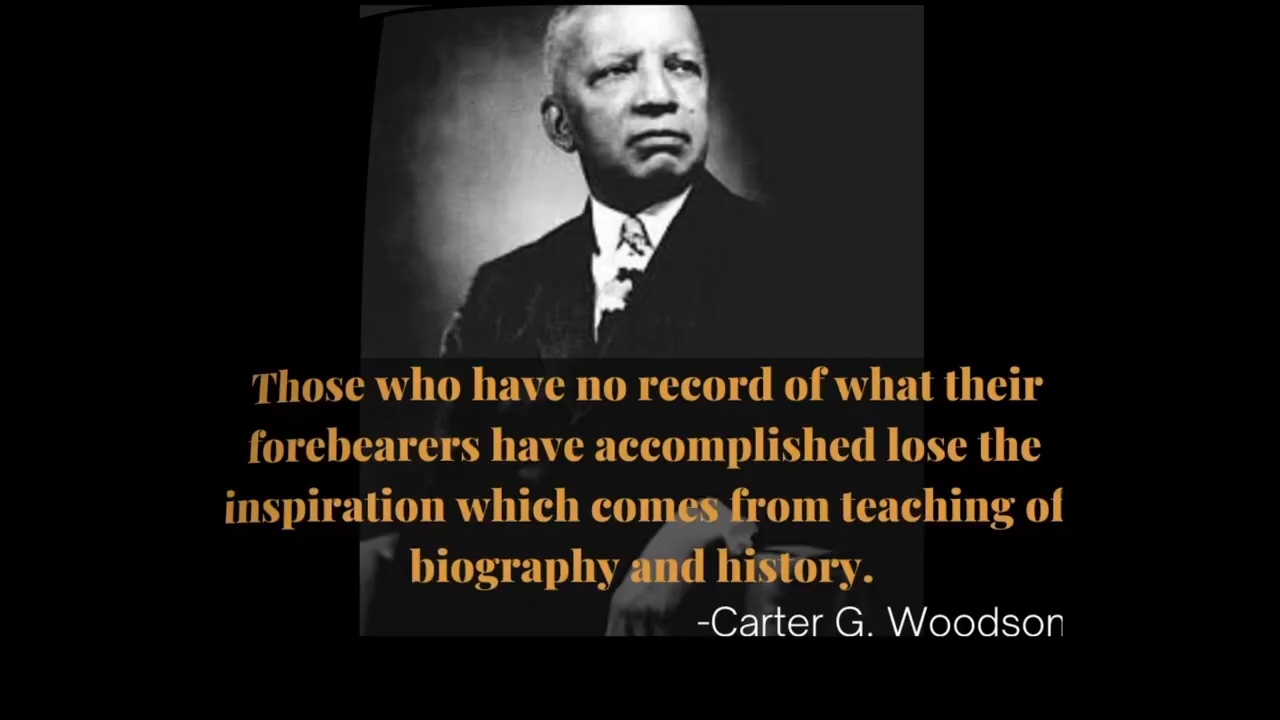 Those who have no record of what their
forebearers have accomplished lose the
inspiration which comes from teaching of
biography and history.
-Carter G. Woodson